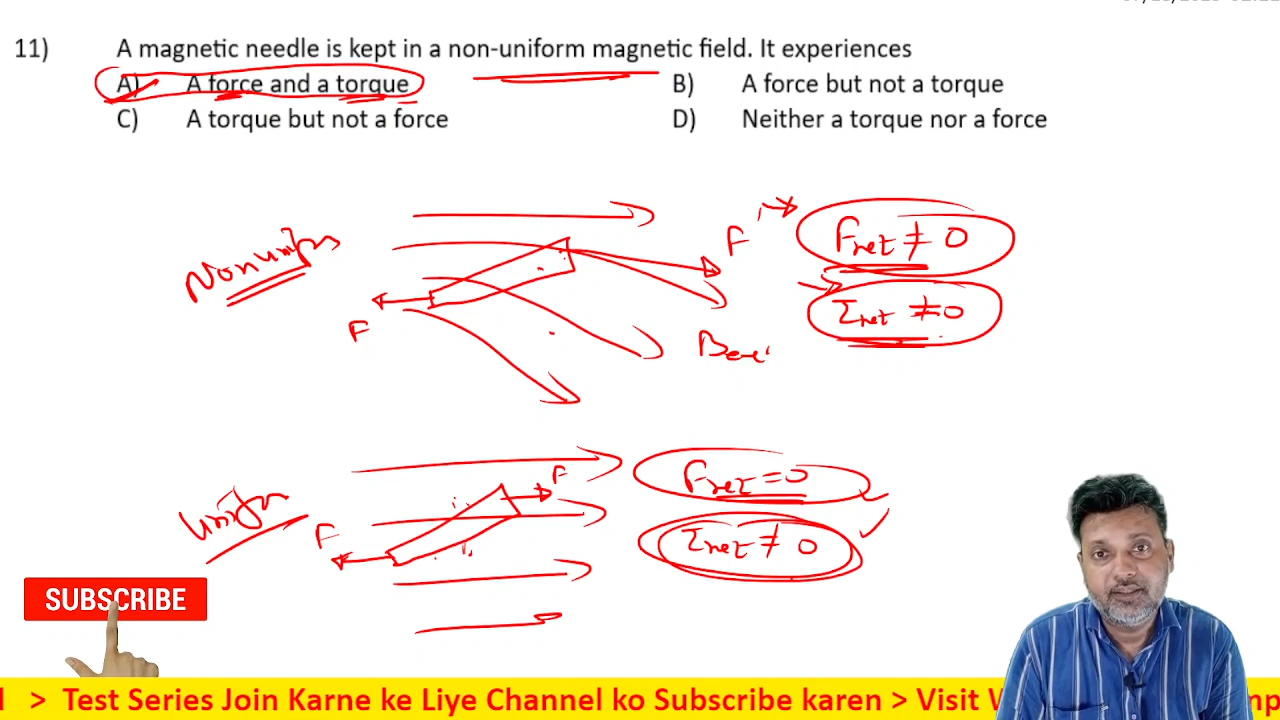 11) A magnetic needle is kept in a non-uniform magnetic field. It experiences
A) A force and a torque B) A force but not a torque
C) A torque but not a force D) Neither a torque nor a force
Nonunifor
F
F
Fnet ≠ 0
τnet ≠ 0
F
F
Fnet = 0
τnet ≠ 0
SUBSCRIBE
> Test Series Join Karne ke Liye Channel ko Subscribe karen > Visit